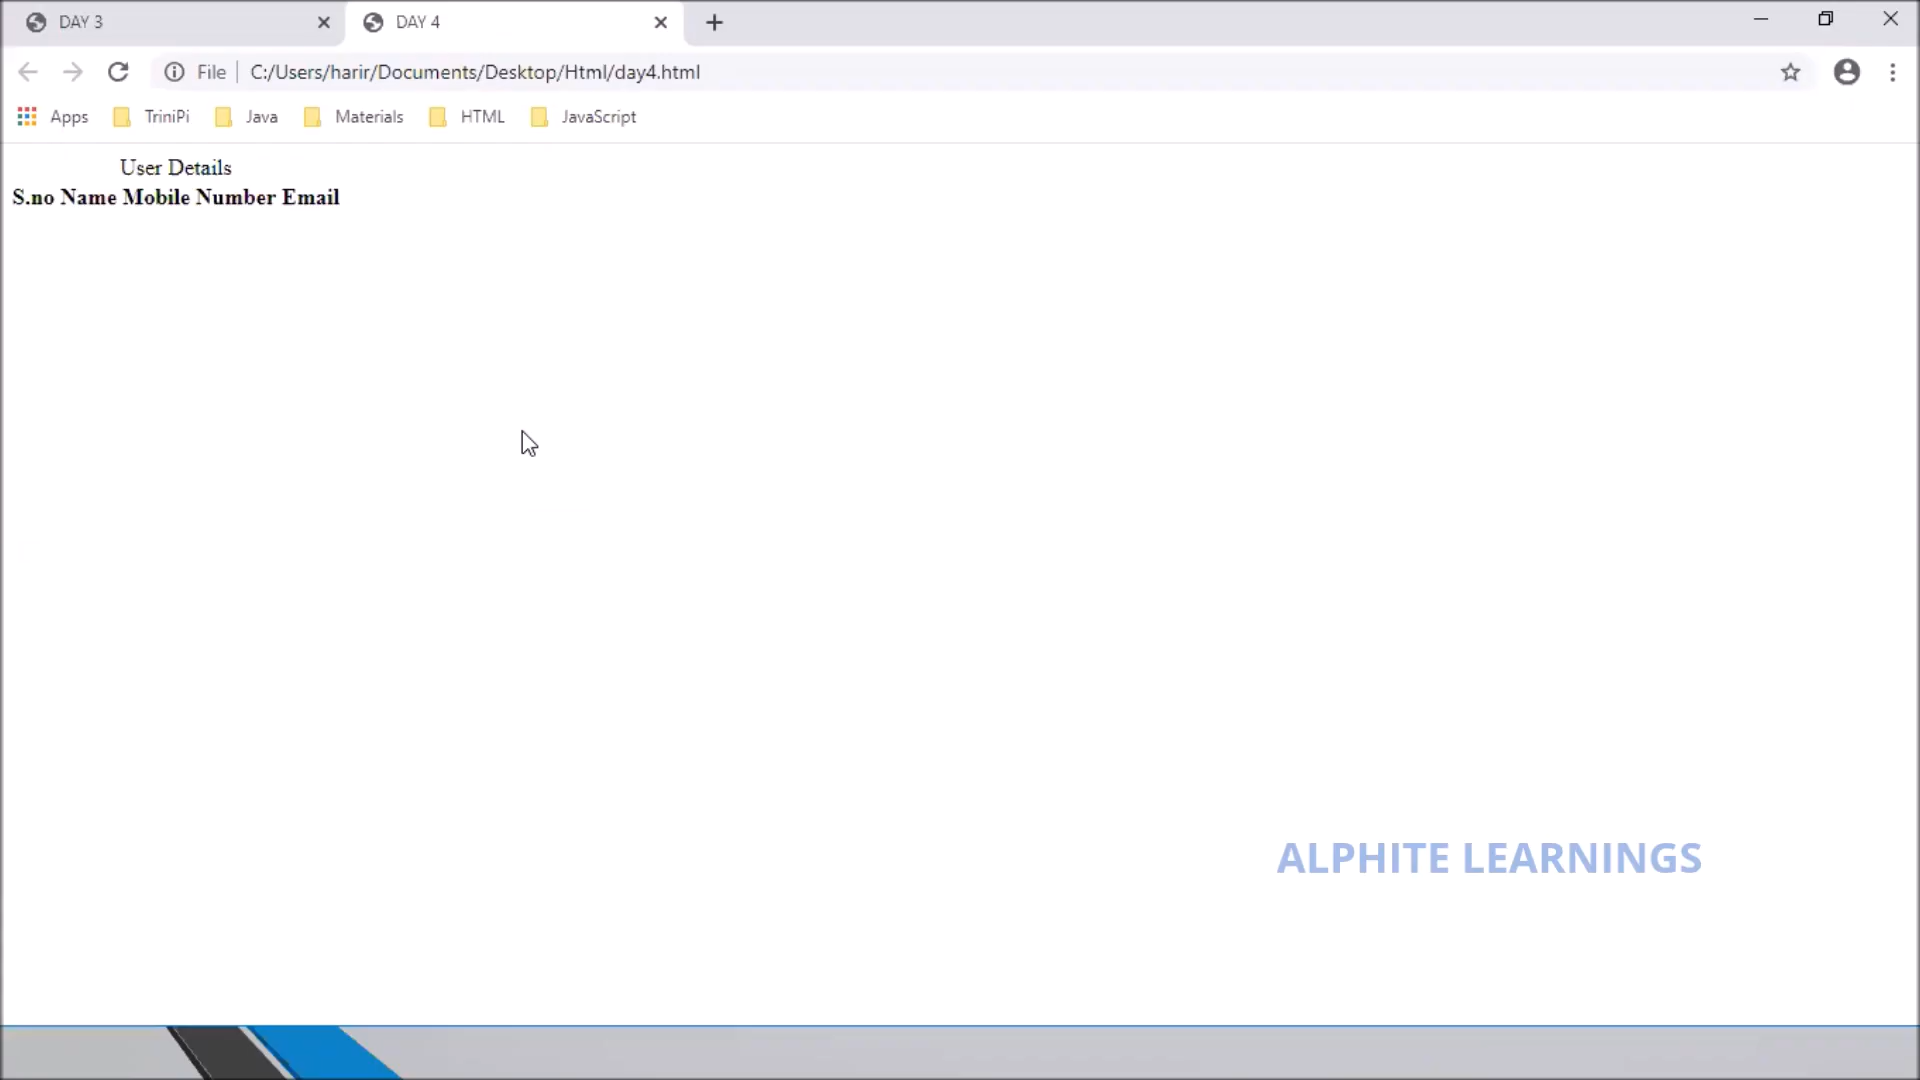 DAY 3
DAY 4
File
C:/Users/harir/Documents/Desktop/Html/day4.html
Apps TriniPi Java Materials HTML JavaScript
User Details
S.no Name Mobile Number Email
ALPHITE LEARNINGS